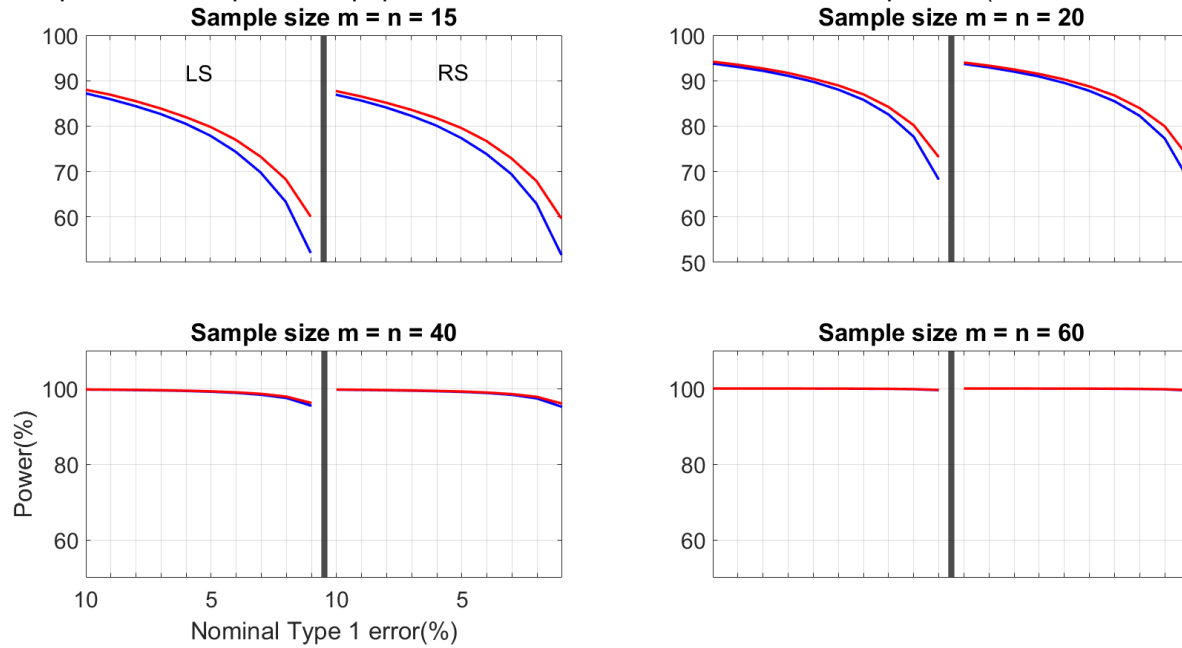 Sample size m = n = 15
100
90
80
70
60
LS
RS
Sample size m = n = 20
100
90
80
70
60
50
Sample size m = n = 40
100
80
60
Power(%)
10
5
10
5
Nominal Type 1 error(%)
Sample size m = n = 60
100
80
60